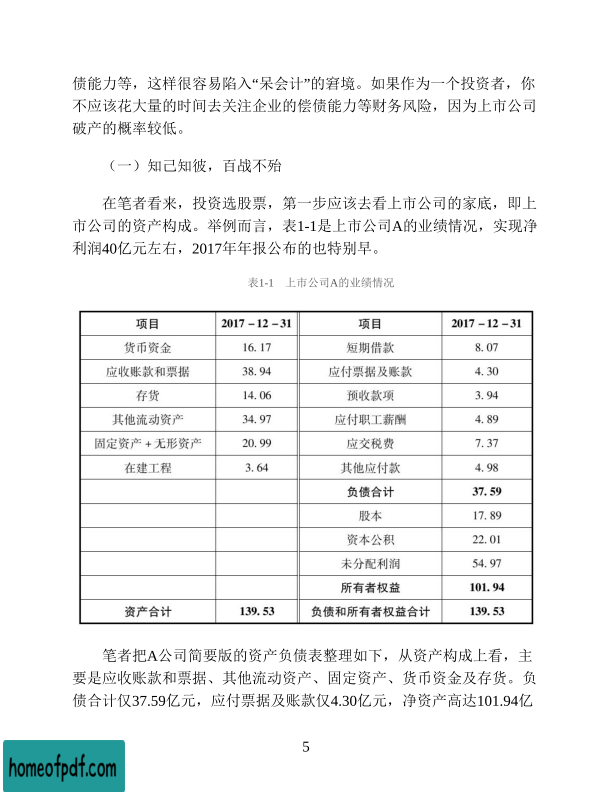 债能力等，这样很容易陷入“呆会计”的窘境。如果作为一个投资者，你
不应该花大量的时间去关注企业的偿债能力等财务风险，因为上市公司
破产的概率较低。
（一）知己知彼，百战不殆
在笔者看来，投资选股票，第一步应该去看上市公司的家底，即上
市公司的资产构成。举例而言，表1-1是上市公司A的业绩情况，实现净
利润40亿元左右，2017年年报公布的也特别早。
表1-1 上市公司A的业绩情况
项目 2017－12－31 项目 2017－12－31
货币资金 16.17 短期借款 8.07
应收账款和票据 38.94 应付票据及账款 4.30
存货 14.06 预收款项 3.94
其他流动资产 34.97 应付职工薪酬 4.89
固定资产＋无形资产 20.99 应交税费 7.37
在建工程 3.64 其他应付款 4.98
负债合计 37.59
股本 17.89
资本公积 22.01
未分配利润 54.97
所有者权益 101.94
资产合计 139.53 负债和所有者权益合计 139.53
笔者把A公司简要版的资产负债表整理如下，从资产构成上看，主
要是应收账款和票据、其他流动资产、固定资产、货币资金及存货。负
债合计仅37.59亿元，应付票据及账款仅4.30亿元，净资产高达101.94亿
5
homeofpdf.com